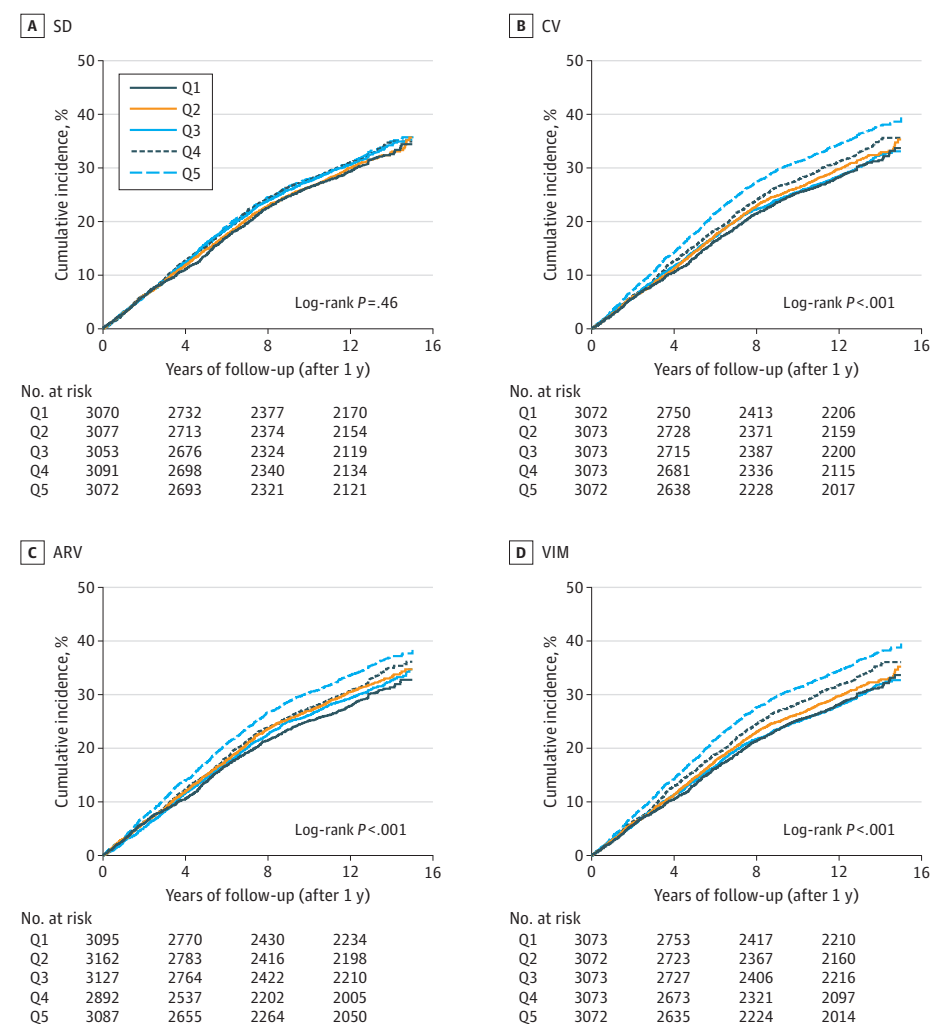 A SD
50
40
30
20
10
0
Cumulative incidence, %
Q1
Q2
Q3
Q4
Q5
Log-rank P=.46
0 4 8 12 16
Years of follow-up (after 1 y)
No. at risk
Q1 3070 2732 2377 2170
Q2 3077 2713 2374 2154
Q3 3053 2676 2324 2119
Q4 3091 2698 2340 2134
Q5 3072 2693 2321 2121
B CV
50
40
30
20
10
0
Cumulative incidence, %
Log-rank P<.001
0 4 8 12 16
Years of follow-up (after 1 y)
No. at risk
Q1 3072 2750 2413 2206
Q2 3073 2728 2371 2159
Q3 3073 2715 2387 2200
Q4 3073 2681 2336 2115
Q5 3072 2638 2228 2017
C ARV
50
40
30
20
10
0
Cumulative incidence, %
Log-rank P<.001
0 4 8 12 16
Years of follow-up (after 1 y)
No. at risk
Q1 3095 2770 2430 2234
Q2 3162 2783 2416 2198
Q3 3127 2764 2422 2210
Q4 2892 2537 2202 2005
Q5 3087 2655 2264 2050
D VIM
50
40
30
20
10
0
Cumulative incidence, %
Log-rank P<.001
0 4 8 12 16
Years of follow-up (after 1 y)
No. at risk
Q1 3073 2753 2417 2210
Q2 3072 2723 2367 2160
Q3 3073 2727 2406 2216
Q4 3073 2673 2321 2097
Q5 3072 2635 2224 2014